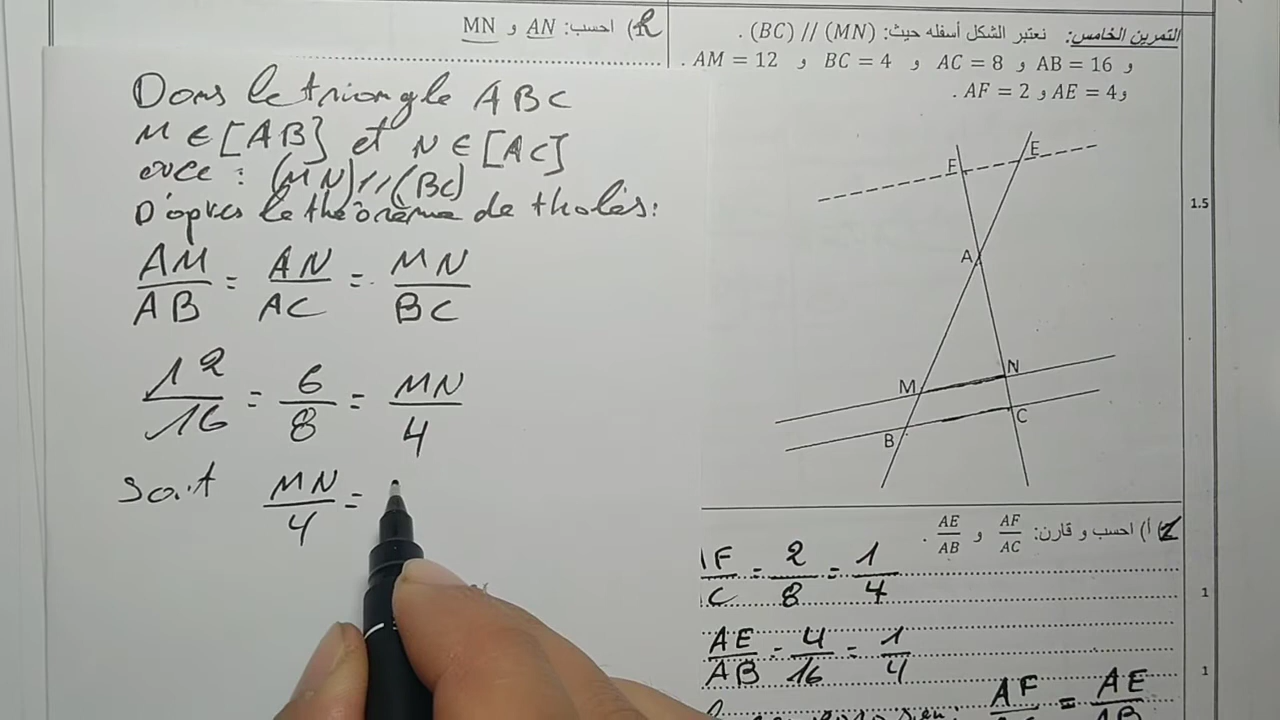 R) احسب: AN و MN
Dans le triangle ABC
M ∈ [AB] et N ∈ [AC]
avec : (MN) // (BC)
D'après le théorème de thalès :
AM/AB = AN/AC = MN/BC
12/16 = 6/8 = MN/4
Soit MN/4 =
التمرين الخامس: نعتبر الشكل أسفله حيث: (BC) // (MN) .
و AB = 16 و AC = 8 و BC = 4 و AM = 12 .
و AE = 4 و AF = 2 .
F E
A
1.5
N
M
C
B
2) أ) احسب و قارن: AF/AC و AE/AB .
F/C = 2/8 = 1/4
1
AE/AB = 4/16 = 1/4
1
AF = AE
AB